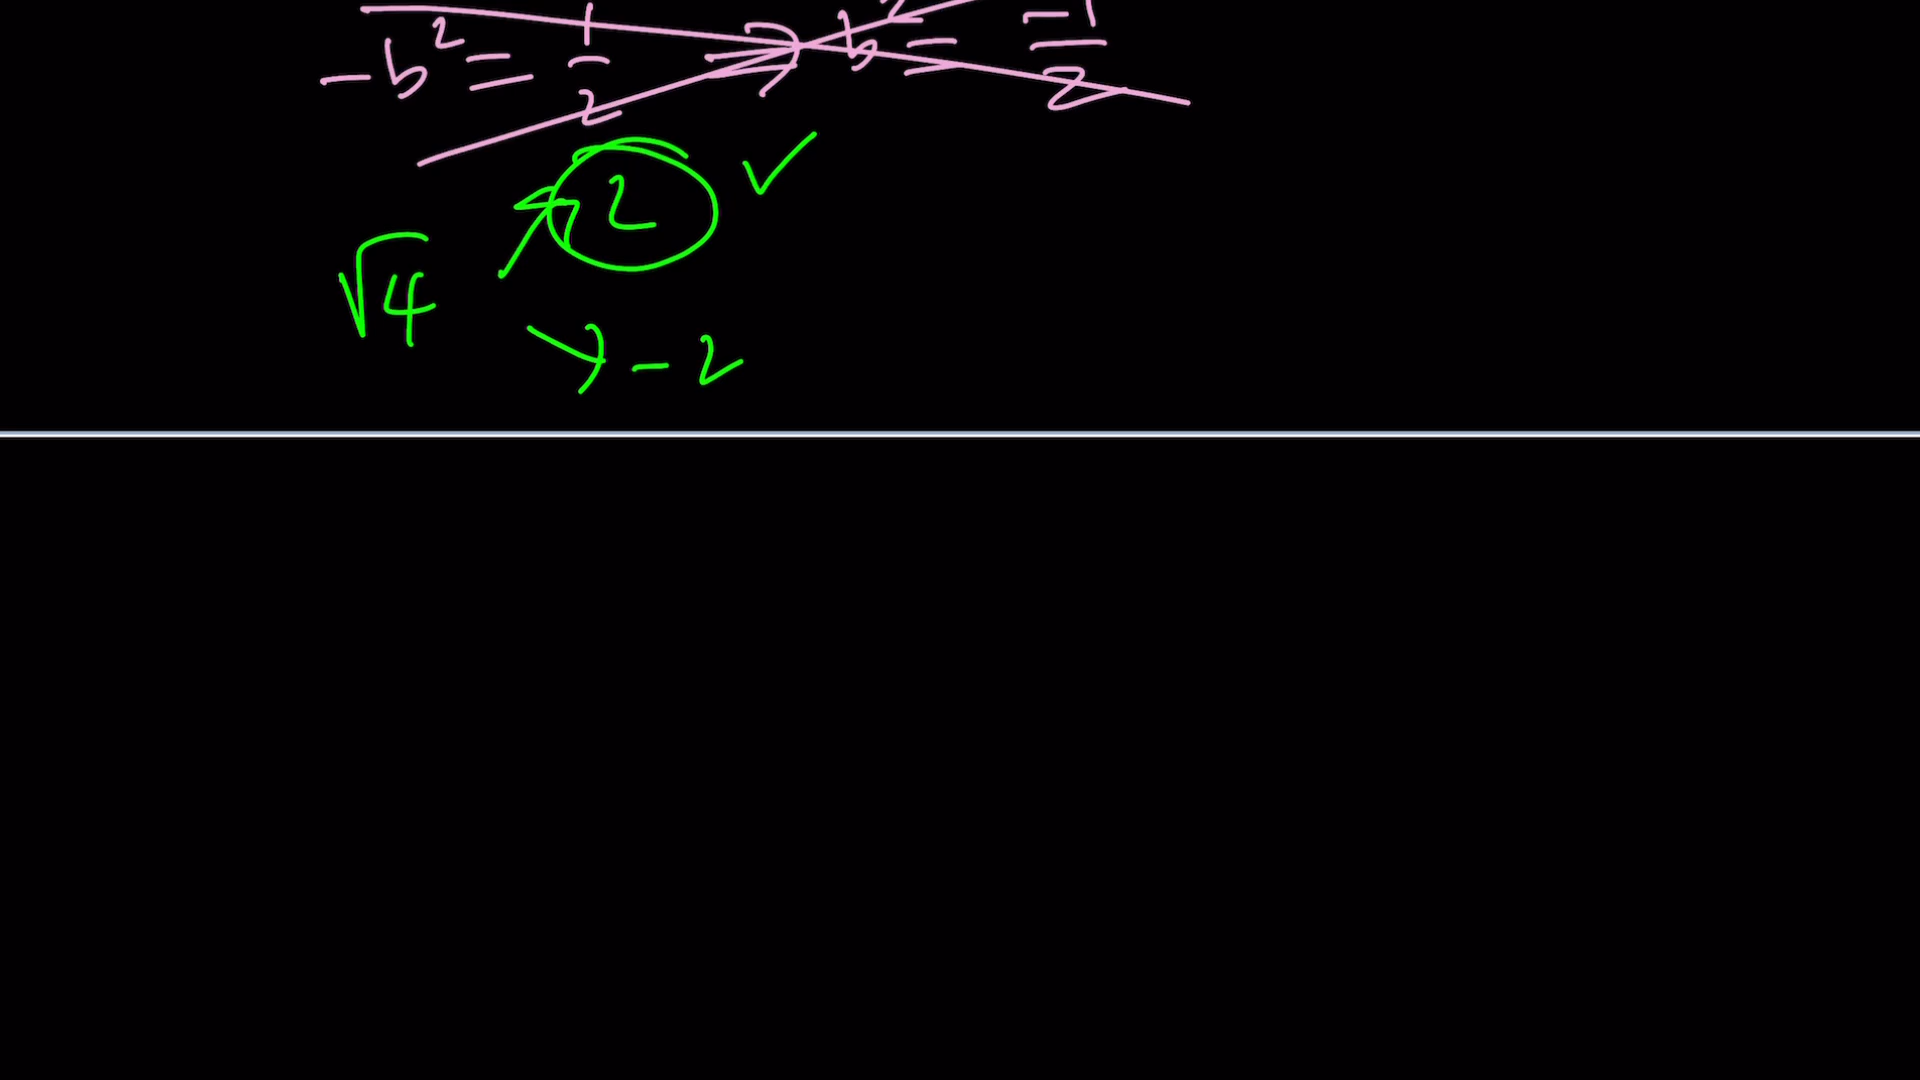 -b² = 1/2 ⇒ b² = -1/2
2 ✓
√4
-2